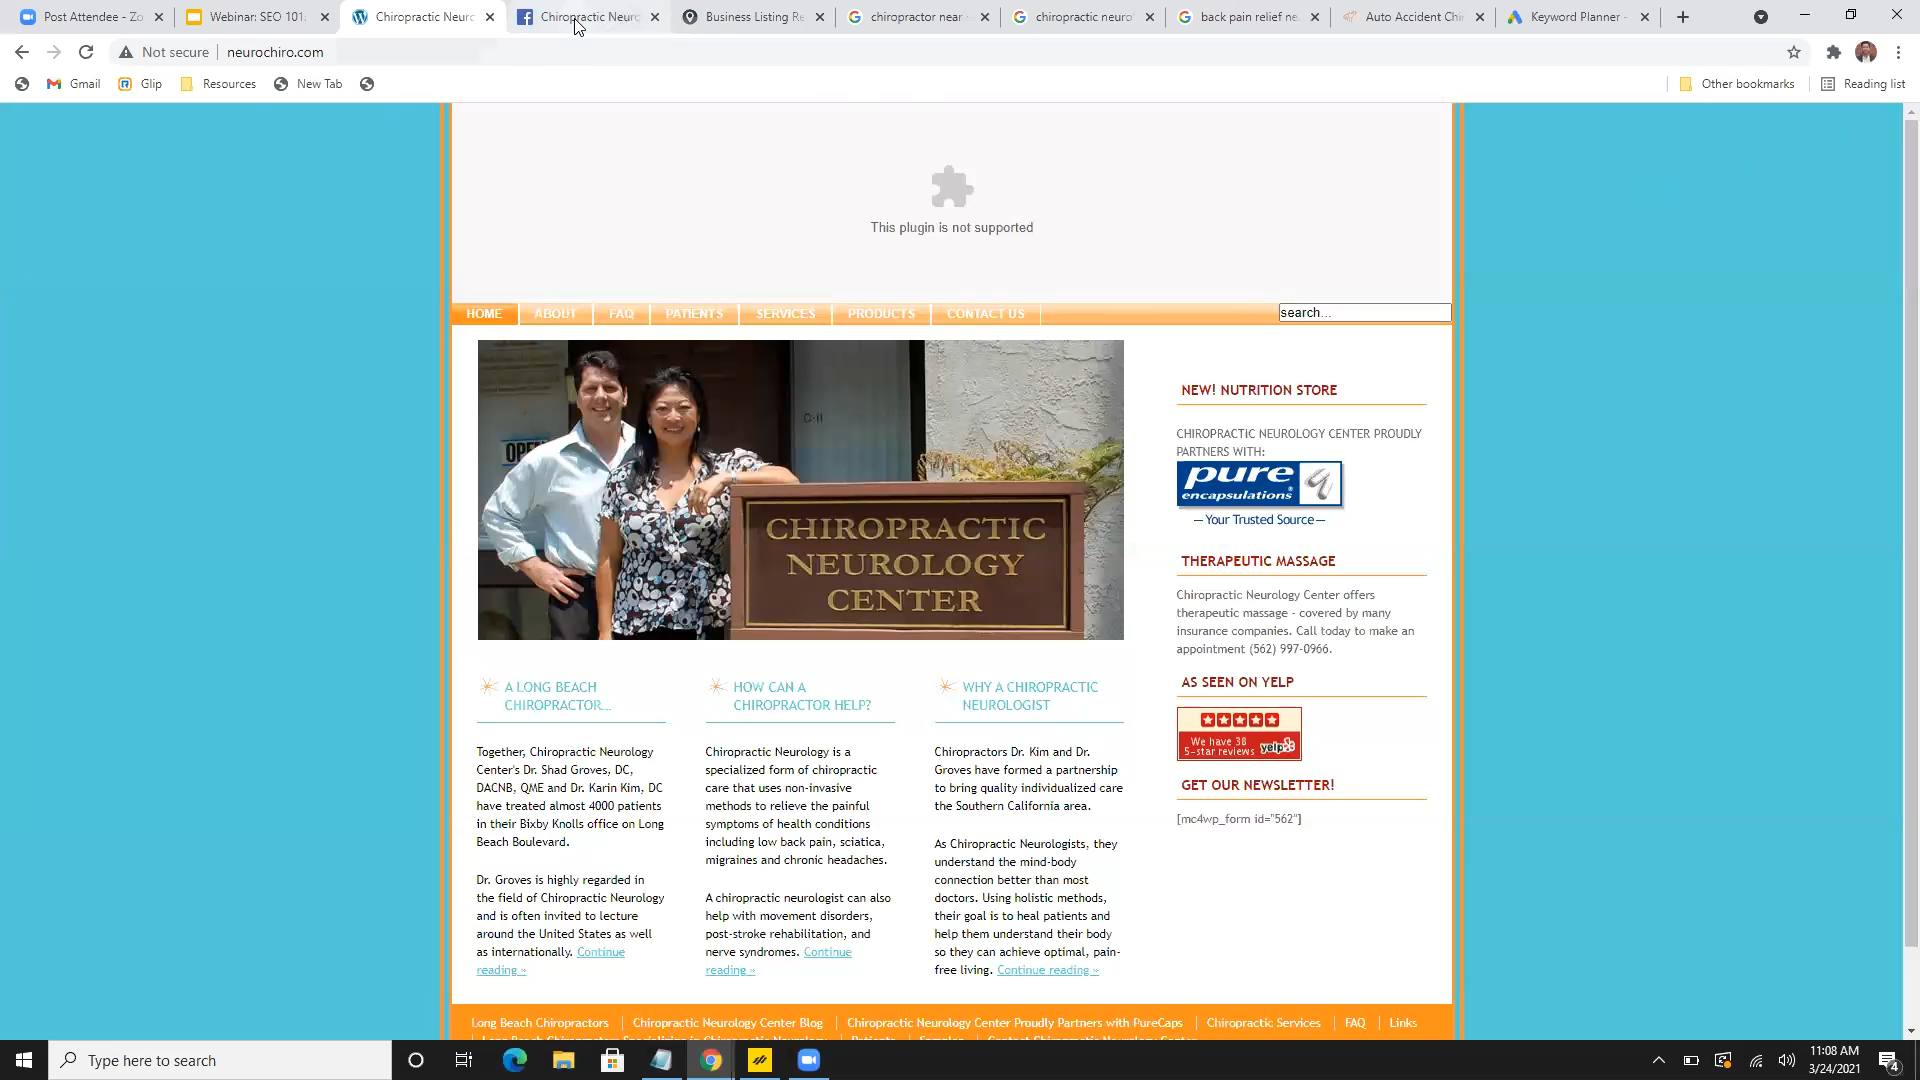 Post Attendee - Zo
Webinar: SEO 101
Chiropractic Neuro
Chiropractic Neuro
Business Listing Re
chiropractor near
chiropractic neuro
back pain relief ne
Auto Accident Chi
Keyword Planner -
Not secure
neurochiro.com
Gmail
Glip
Resources
New Tab
Other bookmarks
Reading list
This plugin is not supported
HOME
ABOUT
FAQ
PATIENTS
SERVICES
PRODUCTS
CONTACT US
search...
C-11
OPE
CHIROPRACTIC
NEUROLOGY
CENTER
A LONG BEACH
CHIROPRACTOR...
Together, Chiropractic Neurology
Center's Dr. Shad Groves, DC,
DACNB, QME and Dr. Karin Kim, DC
have treated almost 4000 patients
in their Bixby Knolls office on Long
Beach Boulevard.
Dr. Groves is highly regarded in
the field of Chiropractic Neurology
and is often invited to lecture
around the United States as well
as internationally. Continue
reading »
HOW CAN A
CHIROPRACTOR HELP?
Chiropractic Neurology is a
specialized form of chiropractic
care that uses non-invasive
methods to relieve the painful
symptoms of health conditions
including low back pain, sciatica,
migraines and chronic headaches.
A chiropractic neurologist can also
help with movement disorders,
post-stroke rehabilitation, and
nerve syndromes. Continue
reading »
WHY A CHIROPRACTIC
NEUROLOGIST
Chiropractors Dr. Kim and Dr.
Groves have formed a partnership
to bring quality individualized care
the Southern California area.
As Chiropractic Neurologists, they
understand the mind-body
connection better than most
doctors. Using holistic methods,
their goal is to heal patients and
help them understand their body
so they can achieve optimal, pain-
free living. Continue reading »
NEW! NUTRITION STORE
CHIROPRACTIC NEUROLOGY CENTER PROUDLY
PARTNERS WITH:
pure
encapsulations®
— Your Trusted Source —
THERAPEUTIC MASSAGE
Chiropractic Neurology Center offers
therapeutic massage - covered by many
insurance companies. Call today to make an
appointment (562) 997-0966.
AS SEEN ON YELP
We have 38
5-star reviews yelp
GET OUR NEWSLETTER!
[mc4wp_form id="562"]
Long Beach Chiropractors
Chiropractic Neurology Center Blog
Chiropractic Neurology Center Proudly Partners with PureCaps
Chiropractic Services
FAQ
Links
Type here to search
11:08 AM
3/24/2021
4